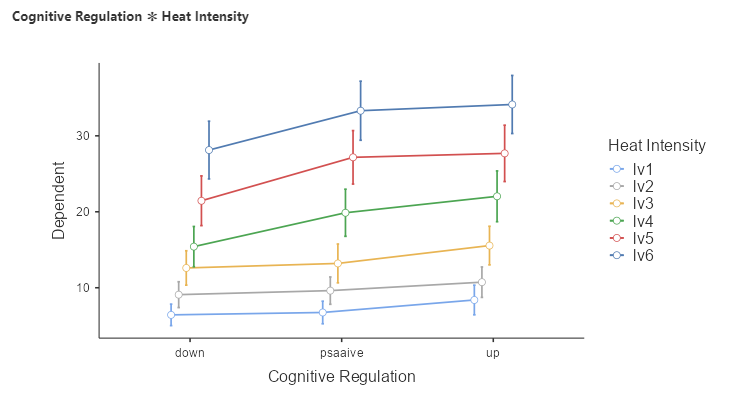 Cognitive Regulation ✻ Heat Intensity
30
20
10
Dependent
down psaaive up
Cognitive Regulation
Heat Intensity
lv1
lv2
lv3
lv4
lv5
lv6